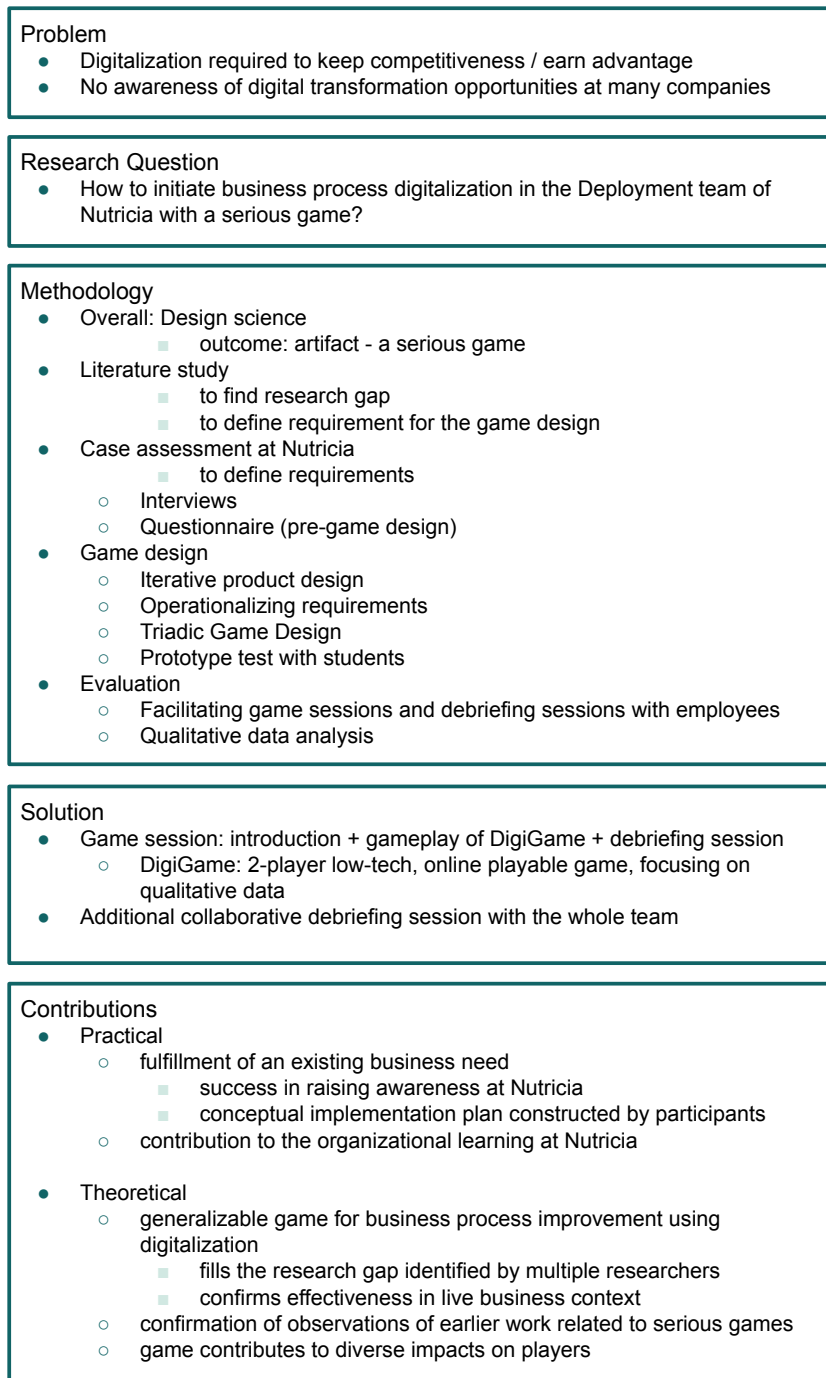 Problem
● Digitalization required to keep competitiveness / earn advantage
● No awareness of digital transformation opportunities at many companies
Research Question
● How to initiate business process digitalization in the Deployment team of
Nutricia with a serious game?
Methodology
● Overall: Design science
■ outcome: artifact - a serious game
● Literature study
■ to find research gap
■ to define requirement for the game design
● Case assessment at Nutricia
■ to define requirements
○ Interviews
○ Questionnaire (pre-game design)
● Game design
○ Iterative product design
○ Operationalizing requirements
○ Triadic Game Design
○ Prototype test with students
● Evaluation
○ Facilitating game sessions and debriefing sessions with employees
○ Qualitative data analysis
Solution
● Game session: introduction + gameplay of DigiGame + debriefing session
○ DigiGame: 2-player low-tech, online playable game, focusing on
qualitative data
● Additional collaborative debriefing session with the whole team
Contributions
● Practical
○ fulfillment of an existing business need
■ success in raising awareness at Nutricia
■ conceptual implementation plan constructed by participants
○ contribution to the organizational learning at Nutricia
● Theoretical
○ generalizable game for business process improvement using
digitalization
■ fills the research gap identified by multiple researchers
■ confirms effectiveness in live business context
○ confirmation of observations of earlier work related to serious games
○ game contributes to diverse impacts on players